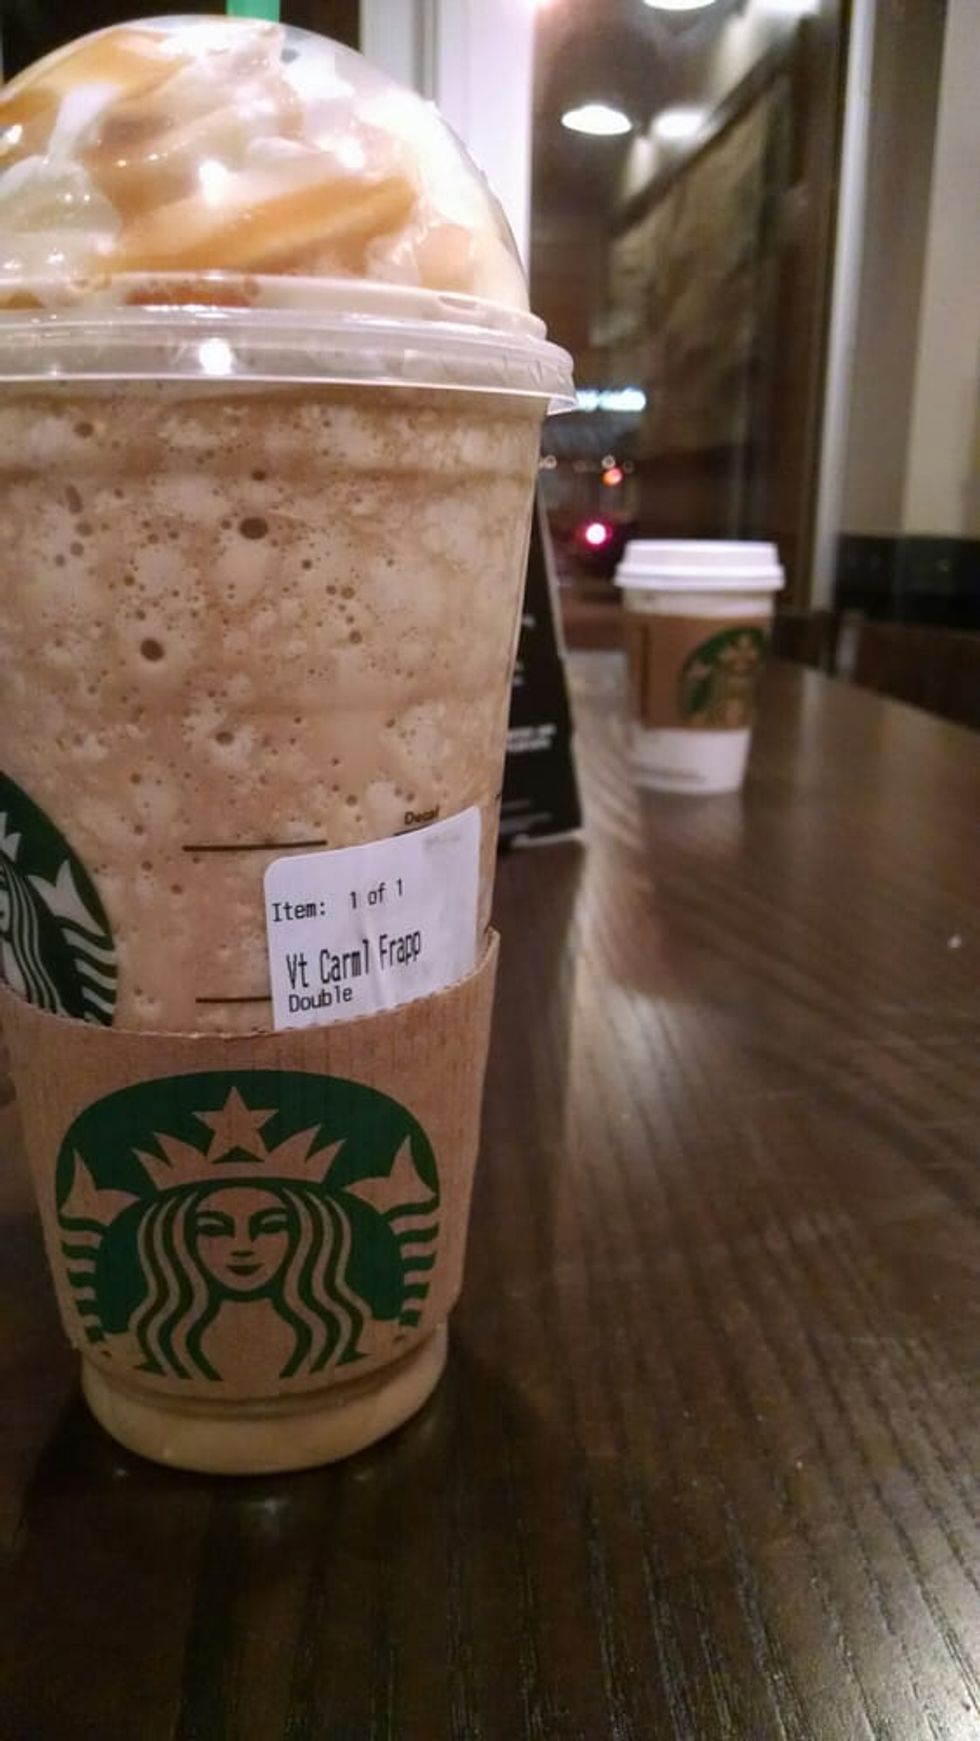 Decaf
Item: 1 of 1
Vt Carml Frapp
Double